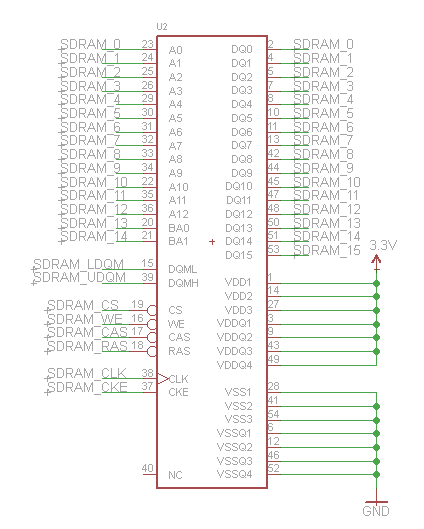 U2
SDRAM_0 23 A0 DQ0 2 SDRAM_0
SDRAM_1 24 A1 DQ1 4 SDRAM_1
SDRAM_2 25 A2 DQ2 5 SDRAM_2
SDRAM_3 26 A3 DQ3 7 SDRAM_3
SDRAM_4 29 A4 DQ4 8 SDRAM_4
SDRAM_5 30 A5 DQ5 10 SDRAM_5
SDRAM_6 31 A6 DQ6 11 SDRAM_6
SDRAM_7 32 A7 DQ7 13 SDRAM_7
SDRAM_8 33 A8 DQ8 42 SDRAM_8
SDRAM_9 34 A9 DQ9 44 SDRAM_9
SDRAM_10 22 A10 DQ10 45 SDRAM_10
SDRAM_11 35 A11 DQ11 47 SDRAM_11
SDRAM_12 36 A12 DQ12 48 SDRAM_12
SDRAM_13 20 BA0 DQ13 50 SDRAM_13
SDRAM_14 21 BA1 DQ14 51 SDRAM_14
DQ15 53 SDRAM_15
3.3V
SDRAM_LDQM 15 DQML
SDRAM_UDQM 39 DQMH VDD1 1
VDD2 14
SDRAM_CS 19 CS VDD3 27
SDRAM_WE 16 WE VDDQ1 3
SDRAM_CAS 17 CAS VDDQ2 9
SDRAM_RAS 18 RAS VDDQ3 43
VDDQ4 49
SDRAM_CLK 38 CLK
SDRAM_CKE 37 CKE VSS1 28
VSS2 41
VSS3 54
VSSQ1 6
VSSQ2 12
VSSQ3 46
40 NC VSSQ4 52
GND